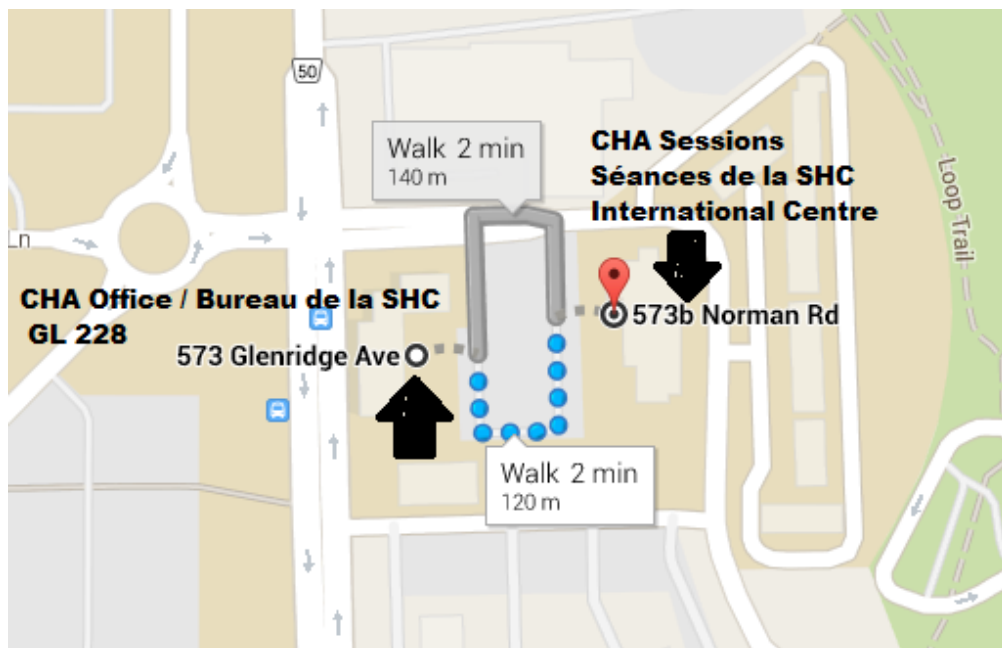 50
Walk 2 min
140 m
CHA Sessions
Séances de la SHC
International Centre
Loop Trail
Ln
CHA Office / Bureau de la SHC
GL 228
573b Norman Rd
573 Glenridge Ave
Walk 2 min
120 m